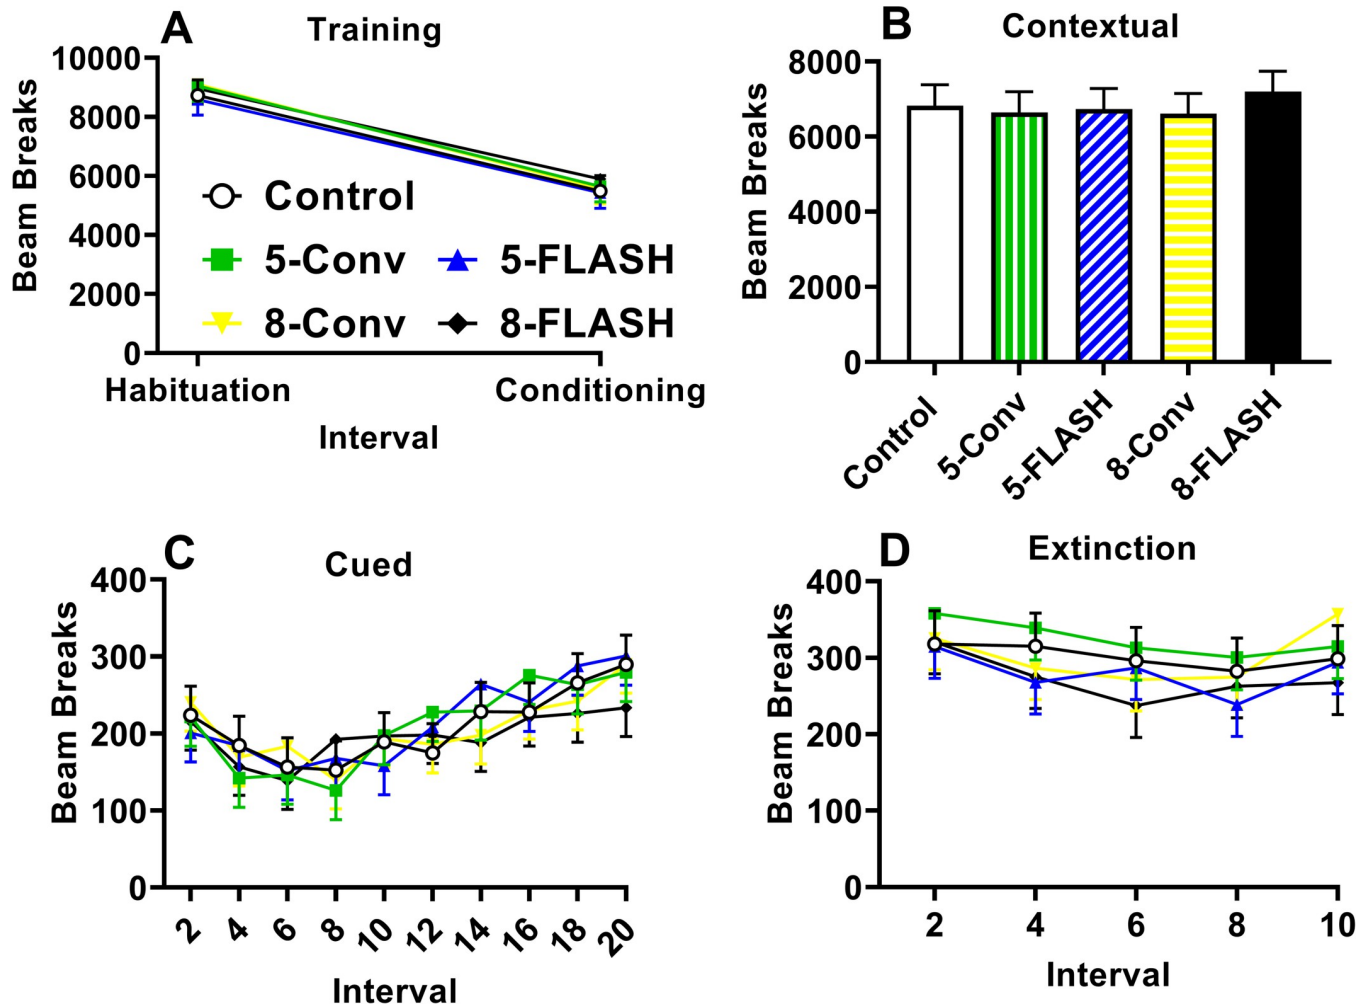 A
Training
10000
8000
6000
4000
2000
0
Beam Breaks
Control
5-Conv
5-FLASH
8-Conv
8-FLASH
Habituation
Conditioning
Interval
B
Contextual
8000
6000
4000
2000
0
Beam Breaks
Control
5-Conv
5-FLASH
8-Conv
8-FLASH
C
Cued
400
300
200
100
0
Beam Breaks
2 4 6 8 10 12 14 16 18 20
Interval
D
Extinction
400
300
200
100
0
Beam Breaks
2 4 6 8 10
Interval